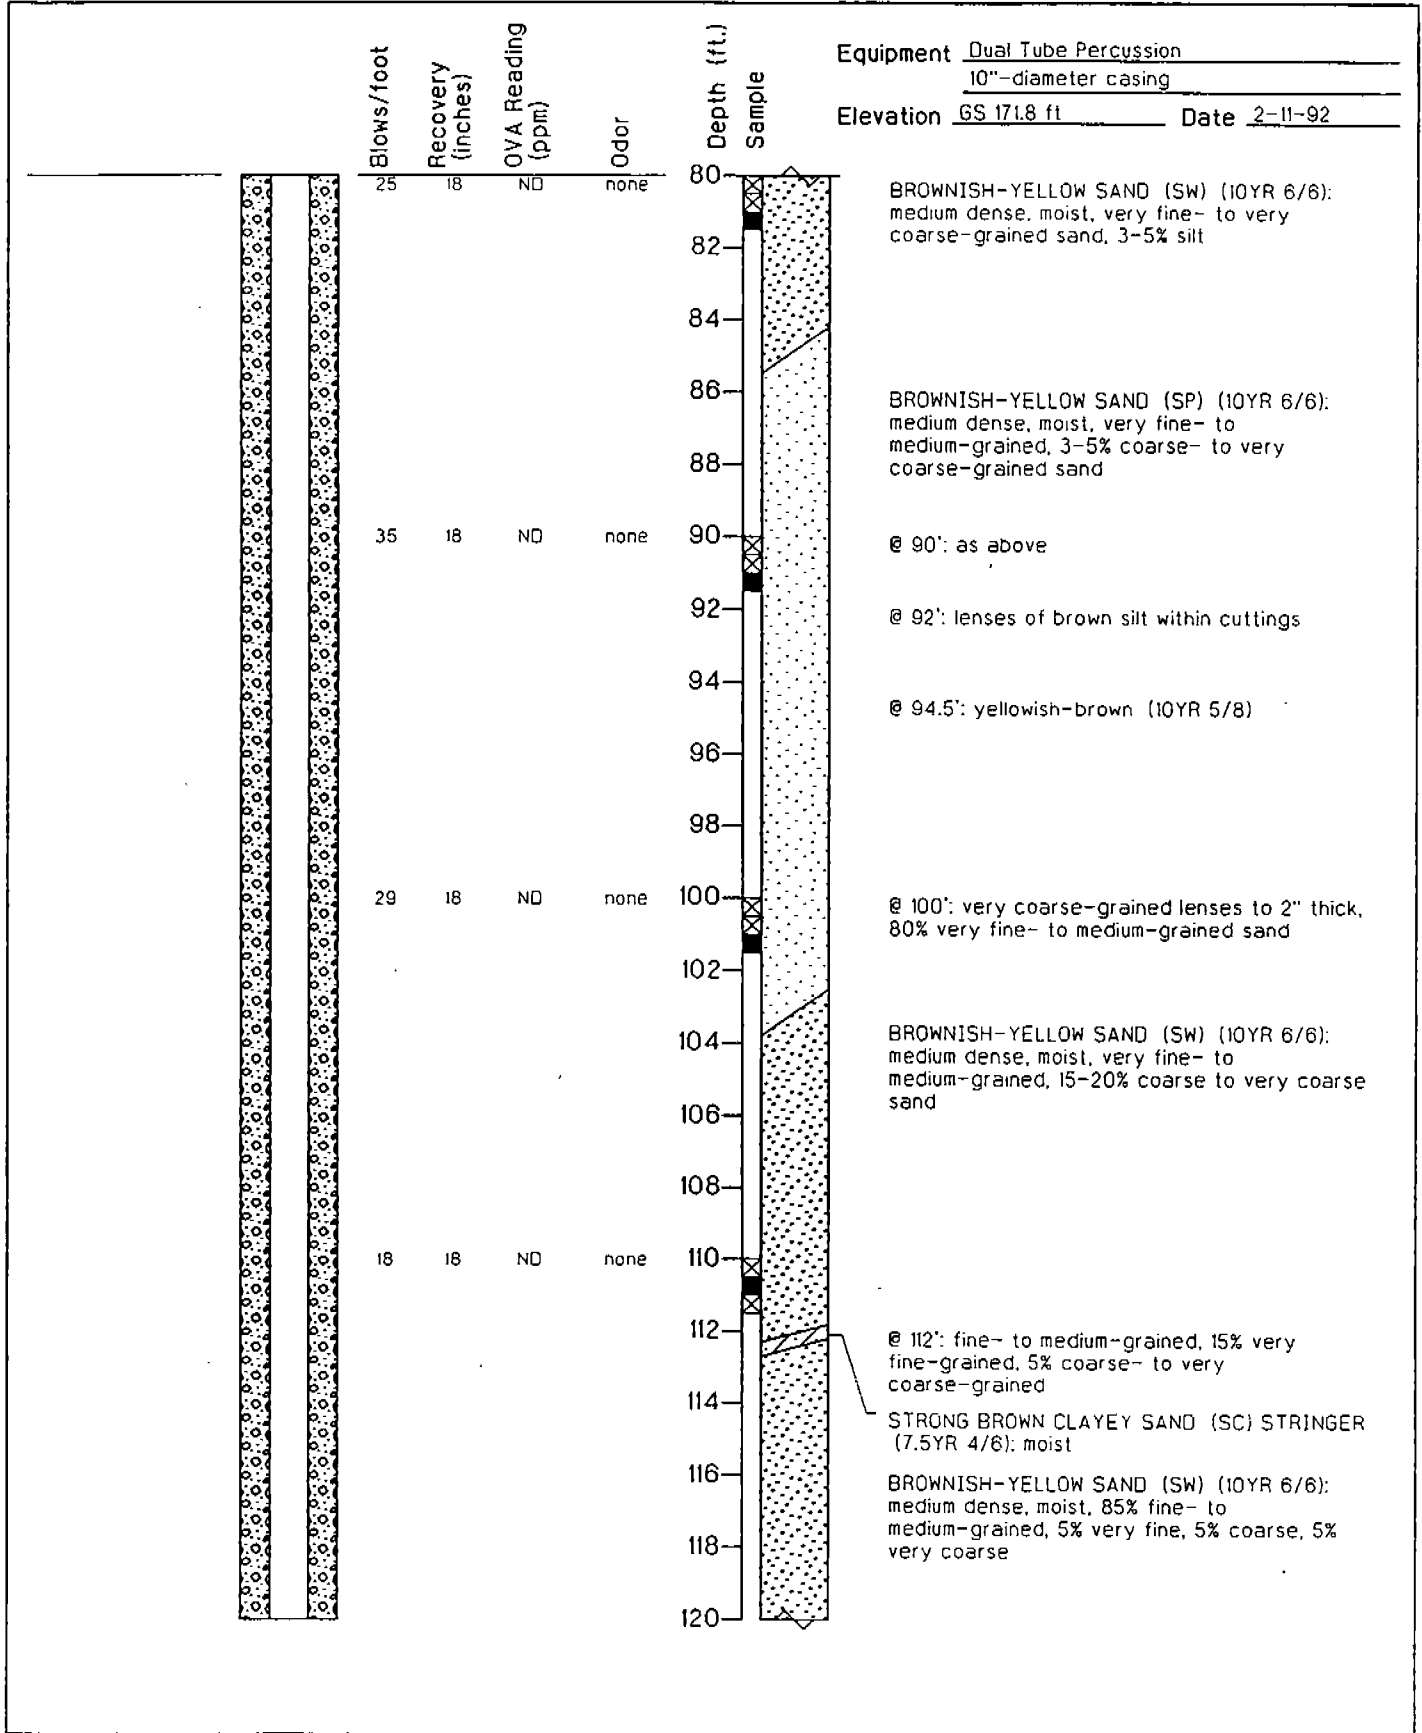 Equipment Dual Tube Percussion
10"-diameter casing
Elevation GS 171.8 ft Date 2-11-92
Blows/foot
Recovery
(inches)
OVA Reading
(ppm)
Odor
Depth (ft.)
Sample
25 18 ND none 80
BROWNISH-YELLOW SAND (SW) (10YR 6/6):
medium dense, moist, very fine- to very
coarse-grained sand, 3-5% silt
82
84
86
BROWNISH-YELLOW SAND (SP) (10YR 6/6):
medium dense, moist, very fine- to
medium-grained, 3-5% coarse- to very
coarse-grained sand
88
35 18 ND none 90
@ 90': as above
92
@ 92': lenses of brown silt within cuttings
94
@ 94.5': yellowish-brown (10YR 5/8)
96
98
29 18 ND none 100
@ 100': very coarse-grained lenses to 2" thick,
80% very fine- to medium-grained sand
102
104
BROWNISH-YELLOW SAND (SW) (10YR 6/6):
medium dense, moist, very fine- to
medium-grained, 15-20% coarse to very coarse
sand
106
108
18 18 ND none 110
112
@ 112': fine- to medium-grained, 15% very
fine-grained, 5% coarse- to very
coarse-grained
114
STRONG BROWN CLAYEY SAND (SC) STRINGER
(7.5YR 4/6): moist
116
BROWNISH-YELLOW SAND (SW) (10YR 6/6):
medium dense, moist, 85% fine- to
medium-grained, 5% very fine, 5% coarse, 5%
very coarse
118
120